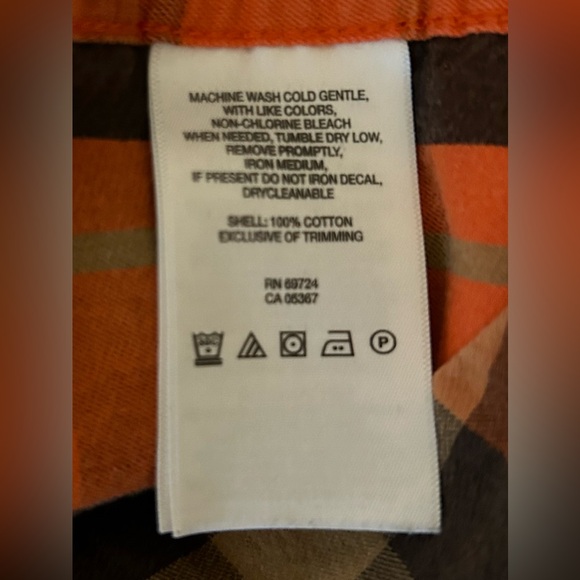 MACHINE WASH COLD GENTLE,
WITH LIKE COLORS,
NON-CHLORINE BLEACH
WHEN NEEDED, TUMBLE DRY LOW,
REMOVE PROMPTLY,
IRON MEDIUM,
IF PRESENT DO NOT IRON DECAL,
DRYCLEANABLE
SHELL: 100% COTTON
EXCLUSIVE OF TRIMMING
RN 69724
CA 05367
P